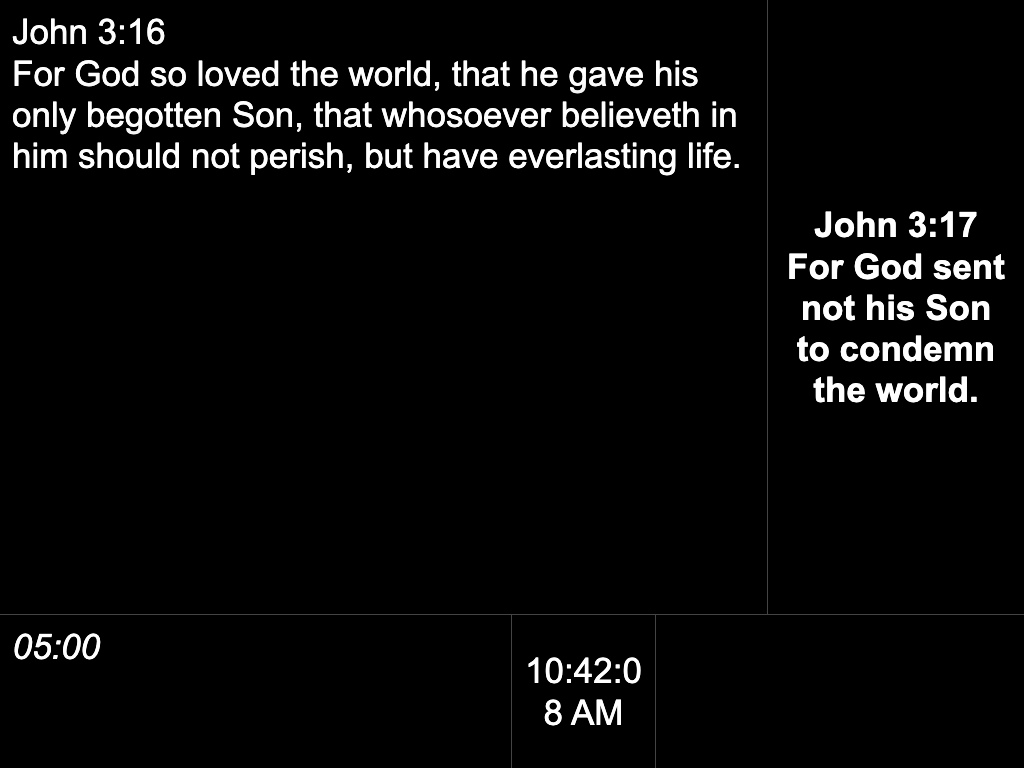 John 3:16
For God so loved the world, that he gave his
only begotten Son, that whosoever believeth in
him should not perish, but have everlasting life.
John 3:17
For God sent
not his Son
to condemn
the world.
05:00
10:42:0
8 AM